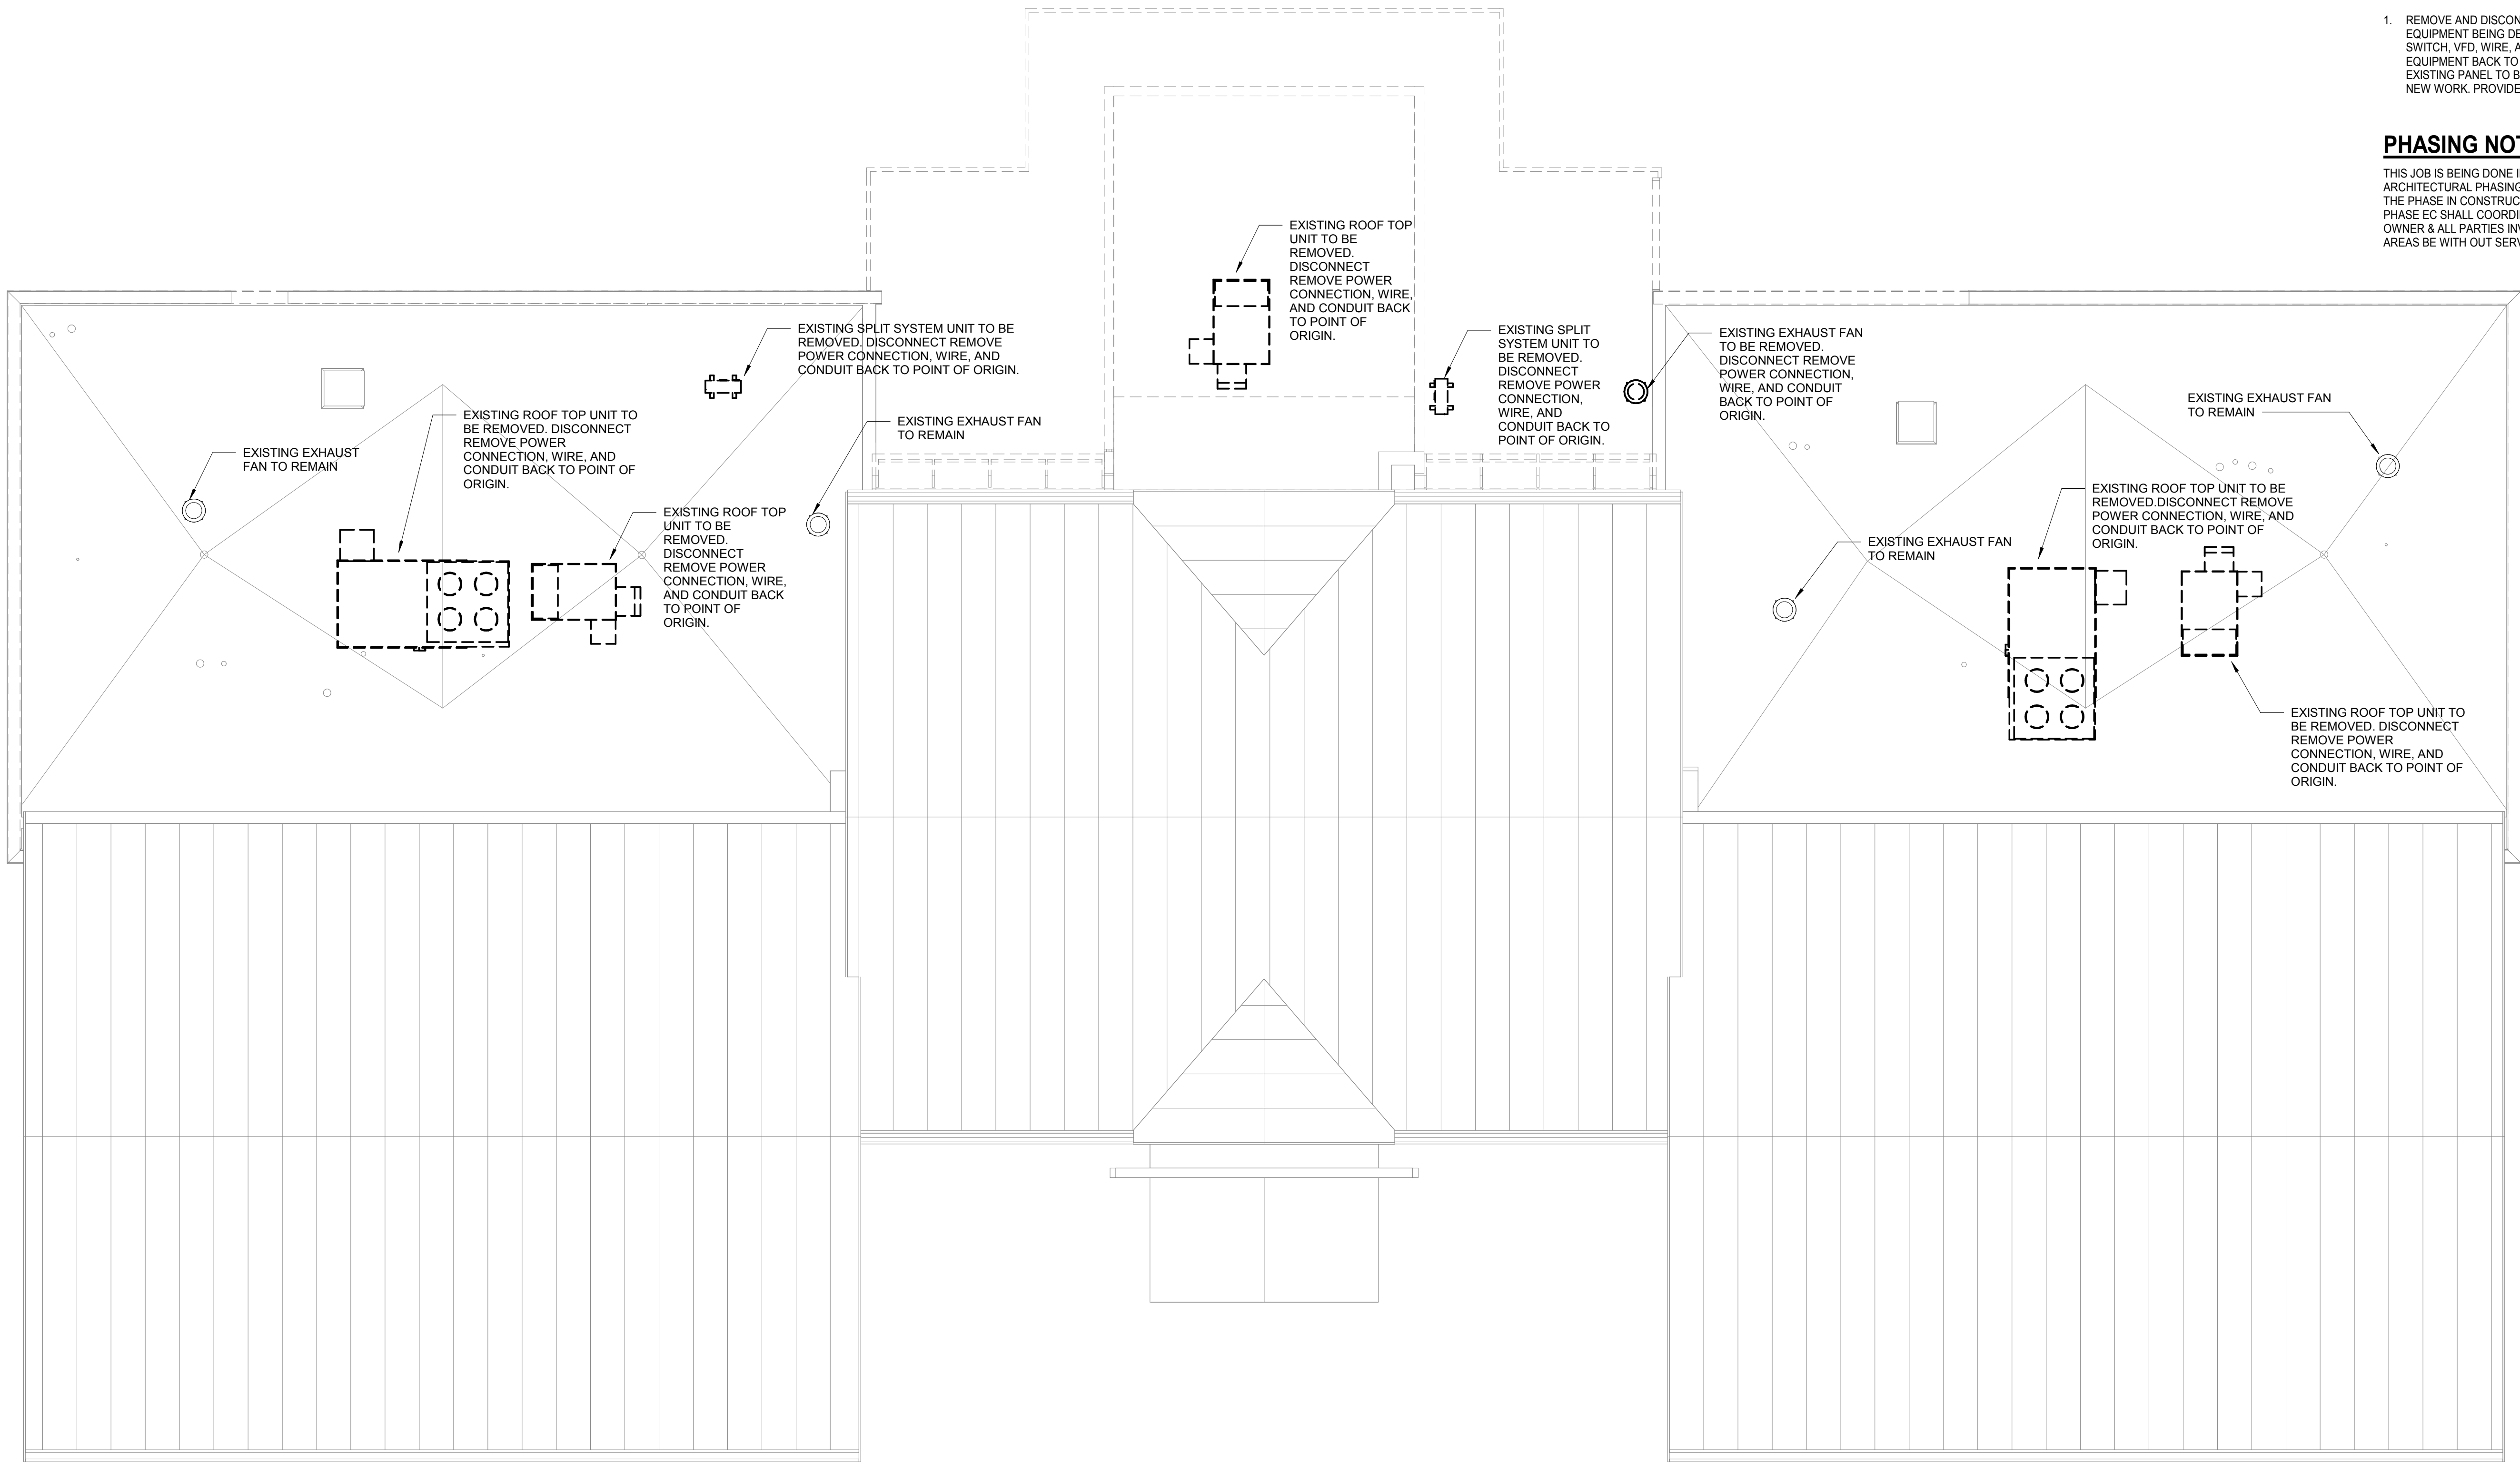 1. REMOVE AND DISCON
EQUIPMENT BEING DE
SWITCH, VFD, WIRE, A
EQUIPMENT BACK TO
EXISTING PANEL TO B
NEW WORK. PROVIDE
PHASING NOT
THIS JOB IS BEING DONE I
ARCHITECTURAL PHASING
THE PHASE IN CONSTRUC
PHASE EC SHALL COORDI
OWNER & ALL PARTIES INV
AREAS BE WITH OUT SERV
EXISTING ROOF TOP
UNIT TO BE
REMOVED.
DISCONNECT
REMOVE POWER
CONNECTION, WIRE,
AND CONDUIT BACK
TO POINT OF
ORIGIN.
EXISTING SPLIT SYSTEM UNIT TO BE
REMOVED. DISCONNECT REMOVE
POWER CONNECTION, WIRE, AND
CONDUIT BACK TO POINT OF ORIGIN.
EXISTING SPLIT
SYSTEM UNIT TO
BE REMOVED.
DISCONNECT
REMOVE POWER
CONNECTION,
WIRE, AND
CONDUIT BACK TO
POINT OF ORIGIN.
EXISTING EXHAUST FAN
TO BE REMOVED.
DISCONNECT REMOVE
POWER CONNECTION,
WIRE, AND CONDUIT
BACK TO POINT OF
ORIGIN.
EXISTING EXHAUST FAN
TO REMAIN
EXISTING ROOF TOP UNIT TO
BE REMOVED. DISCONNECT
REMOVE POWER
CONNECTION, WIRE, AND
CONDUIT BACK TO POINT OF
ORIGIN.
EXISTING EXHAUST FAN
TO REMAIN
EXISTING EXHAUST
FAN TO REMAIN
EXISTING ROOF TOP UNIT TO BE
REMOVED.DISCONNECT REMOVE
POWER CONNECTION, WIRE, AND
CONDUIT BACK TO POINT OF
ORIGIN.
EXISTING ROOF TOP
UNIT TO BE
REMOVED.
DISCONNECT
REMOVE POWER
CONNECTION, WIRE,
AND CONDUIT BACK
TO POINT OF
ORIGIN.
EXISTING EXHAUST FAN
TO REMAIN
EXISTING ROOF TOP UNIT TO
BE REMOVED. DISCONNECT
REMOVE POWER
CONNECTION, WIRE, AND
CONDUIT BACK TO POINT OF
ORIGIN.